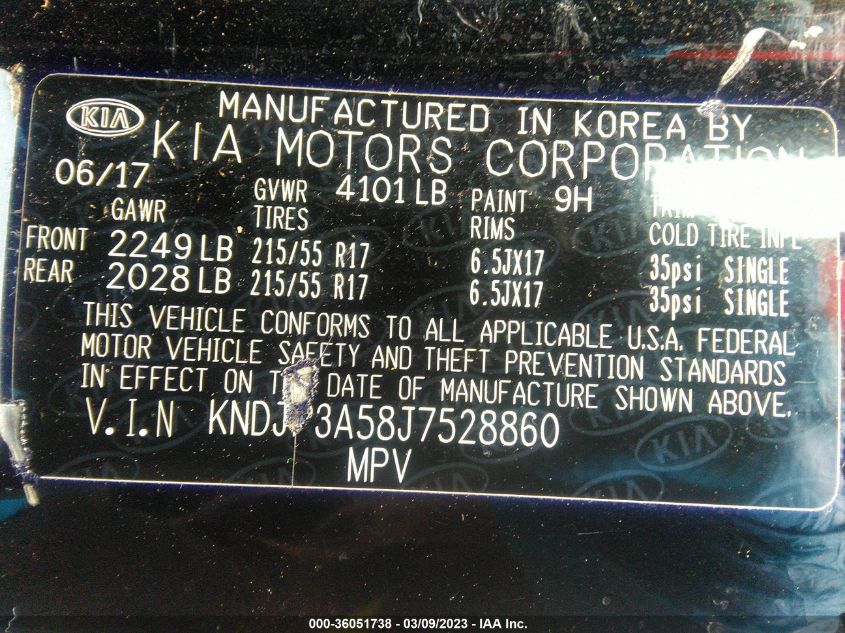 KIA
MANUFACTURED IN KOREA BY
KIA MOTORS CORPORATION
06/17 GVWR 4101 LB PAINT 9H
GAWR TIRES RIMS COLD TIRE
FRONT 2249 LB 215/55 R17 6.5JX17 35psi SINGLE
REAR 2028 LB 215/55 R17 6.5JX17 35psi SINGLE
THIS VEHICLE CONFORMS TO ALL APPLICABLE U.S.A. FEDERAL
MOTOR VEHICLE SAFETY AND THEFT PREVENTION STANDARDS
IN EFFECT ON DATE OF MANUFACTURE SHOWN ABOVE.
V.I.N
MPV
000-36051738 - 03/09/2023 - IAA Inc.